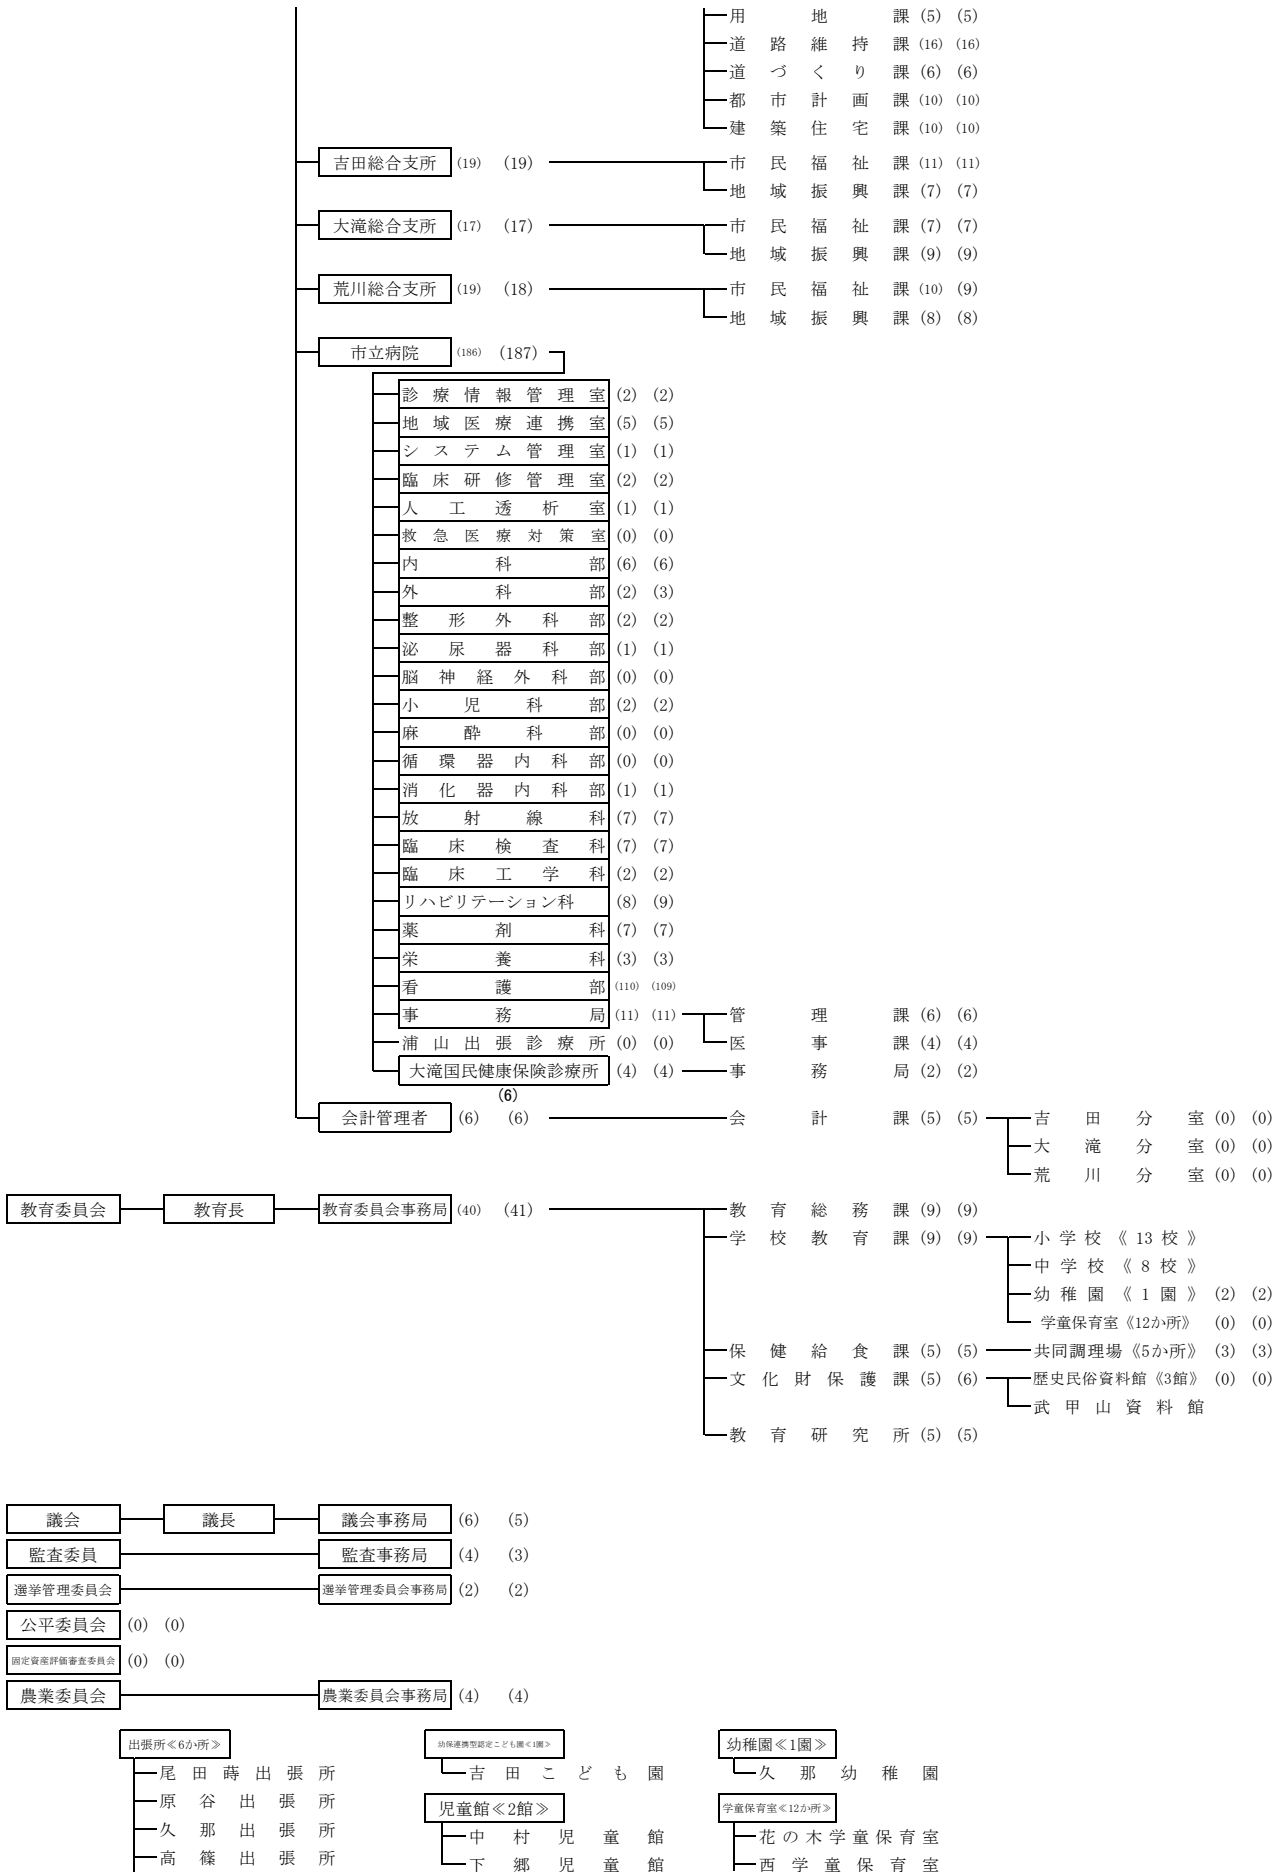 用地課 (5) (5)
道路維持課 (16) (16)
道づくり課 (6) (6)
都市計画課 (10) (10)
建築住宅課 (10) (10)
吉田総合支所 (19) (19) 市民福祉課 (11) (11)
地域振興課 (7) (7)
大滝総合支所 (17) (17) 市民福祉課 (7) (7)
地域振興課 (9) (9)
荒川総合支所 (19) (18) 市民福祉課 (10) (9)
地域振興課 (8) (8)
市立病院 (186) (187)
診療情報管理室 (2) (2)
地域医療連携室 (5) (5)
システム管理室 (1) (1)
臨床研修管理室 (2) (2)
人工透析室 (1) (1)
救急医療対策室 (0) (0)
内科部 (6) (6)
外科部 (2) (3)
整形外科部 (2) (2)
泌尿器科部 (1) (1)
脳神経外科部 (0) (0)
小児科部 (2) (2)
麻酔科部 (0) (0)
循環器内科部 (0) (0)
消化器内科部 (1) (1)
放射線科 (7) (7)
臨床検査科 (7) (7)
臨床工学科 (2) (2)
リハビリテーション科 (8) (9)
薬剤科 (7) (7)
栄養科 (3) (3)
看護部 (110) (109)
事務局 (11) (11) 管理課 (6) (6)
浦山出張診療所 (0) (0) 医事課 (4) (4)
大滝国民健康保険診療所 (4) (4) 事務局 (2) (2)
(6)
会計管理者 (6) (6) 会計課 (5) (5) 吉田分室 (0) (0)
大滝分室 (0) (0)
荒川分室 (0) (0)
教育委員会 教育長 教育委員会事務局 (40) (41) 教育総務課 (9) (9)
学校教育課 (9) (9) 小学校《13校》
中学校《8校》
幼稚園《1園》 (2) (2)
学童保育室《12か所》 (0) (0)
保健給食課 (5) (5) 共同調理場《5か所》 (3) (3)
文化財保護課 (5) (6) 歴史民俗資料館《3館》 (0) (0)
武甲山資料館
教育研究所 (5) (5)
議会 議長 議会事務局 (6) (5)
監査委員 監査事務局 (4) (3)
選挙管理委員会 選挙管理委員会事務局 (2) (2)
公平委員会 (0) (0)
固定資産評価審査委員会 (0) (0)
農業委員会 農業委員会事務局 (4) (4)
出張所≪6か所≫ 幼保連携型認定こども園≪1園≫ 幼稚園≪1園≫
尾田蒔出張所 吉田こども園 久那幼稚園
原谷出張所 児童館≪2館≫ 学童保育室≪12か所≫
久那出張所 中村児童館 花の木学童保育室
高篠出張所 下郷児童館 西学童保育室